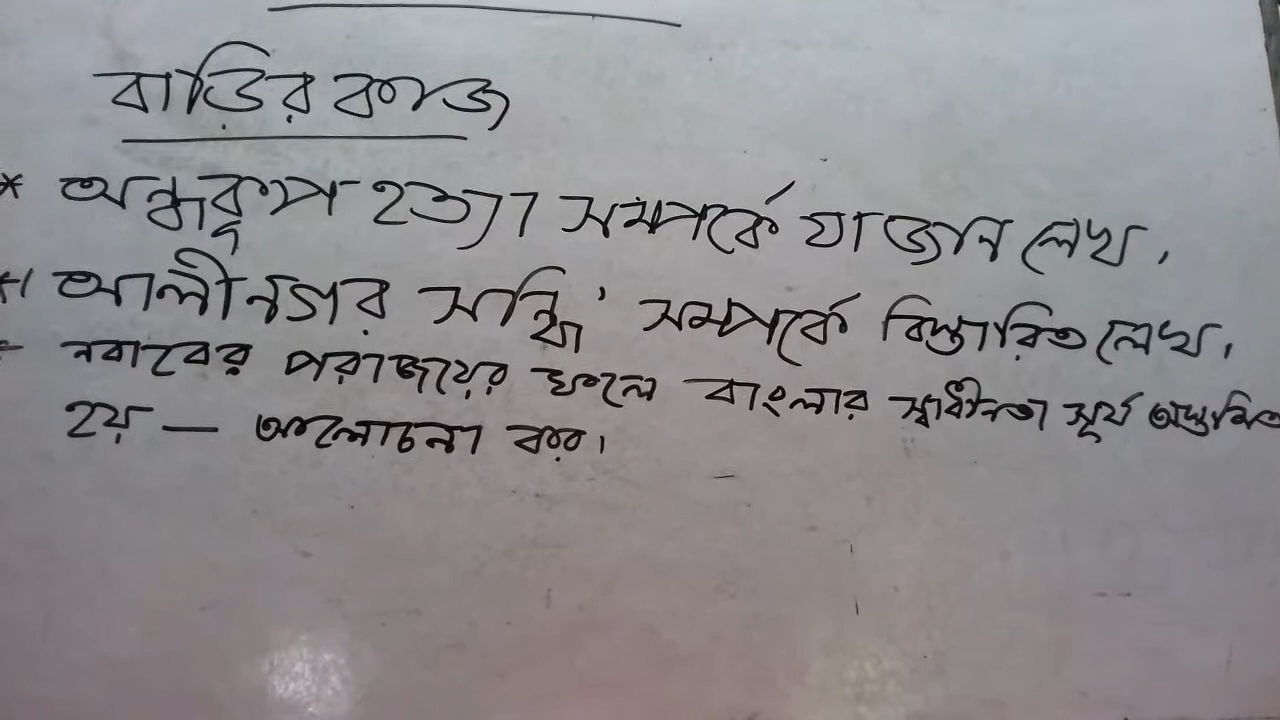 বাড়ির কাজ
* অন্ধকূপ হত্যা সম্পর্কে যা জান লেখ.
* আলীনগর সন্ধি' সম্পর্কে বিস্তারিত লেখ.
নবাবের পরাজয়ের ফলে বাংলার স্বাধীনতা সূর্য অস্তমিত
হয় — আলোচনা কর।